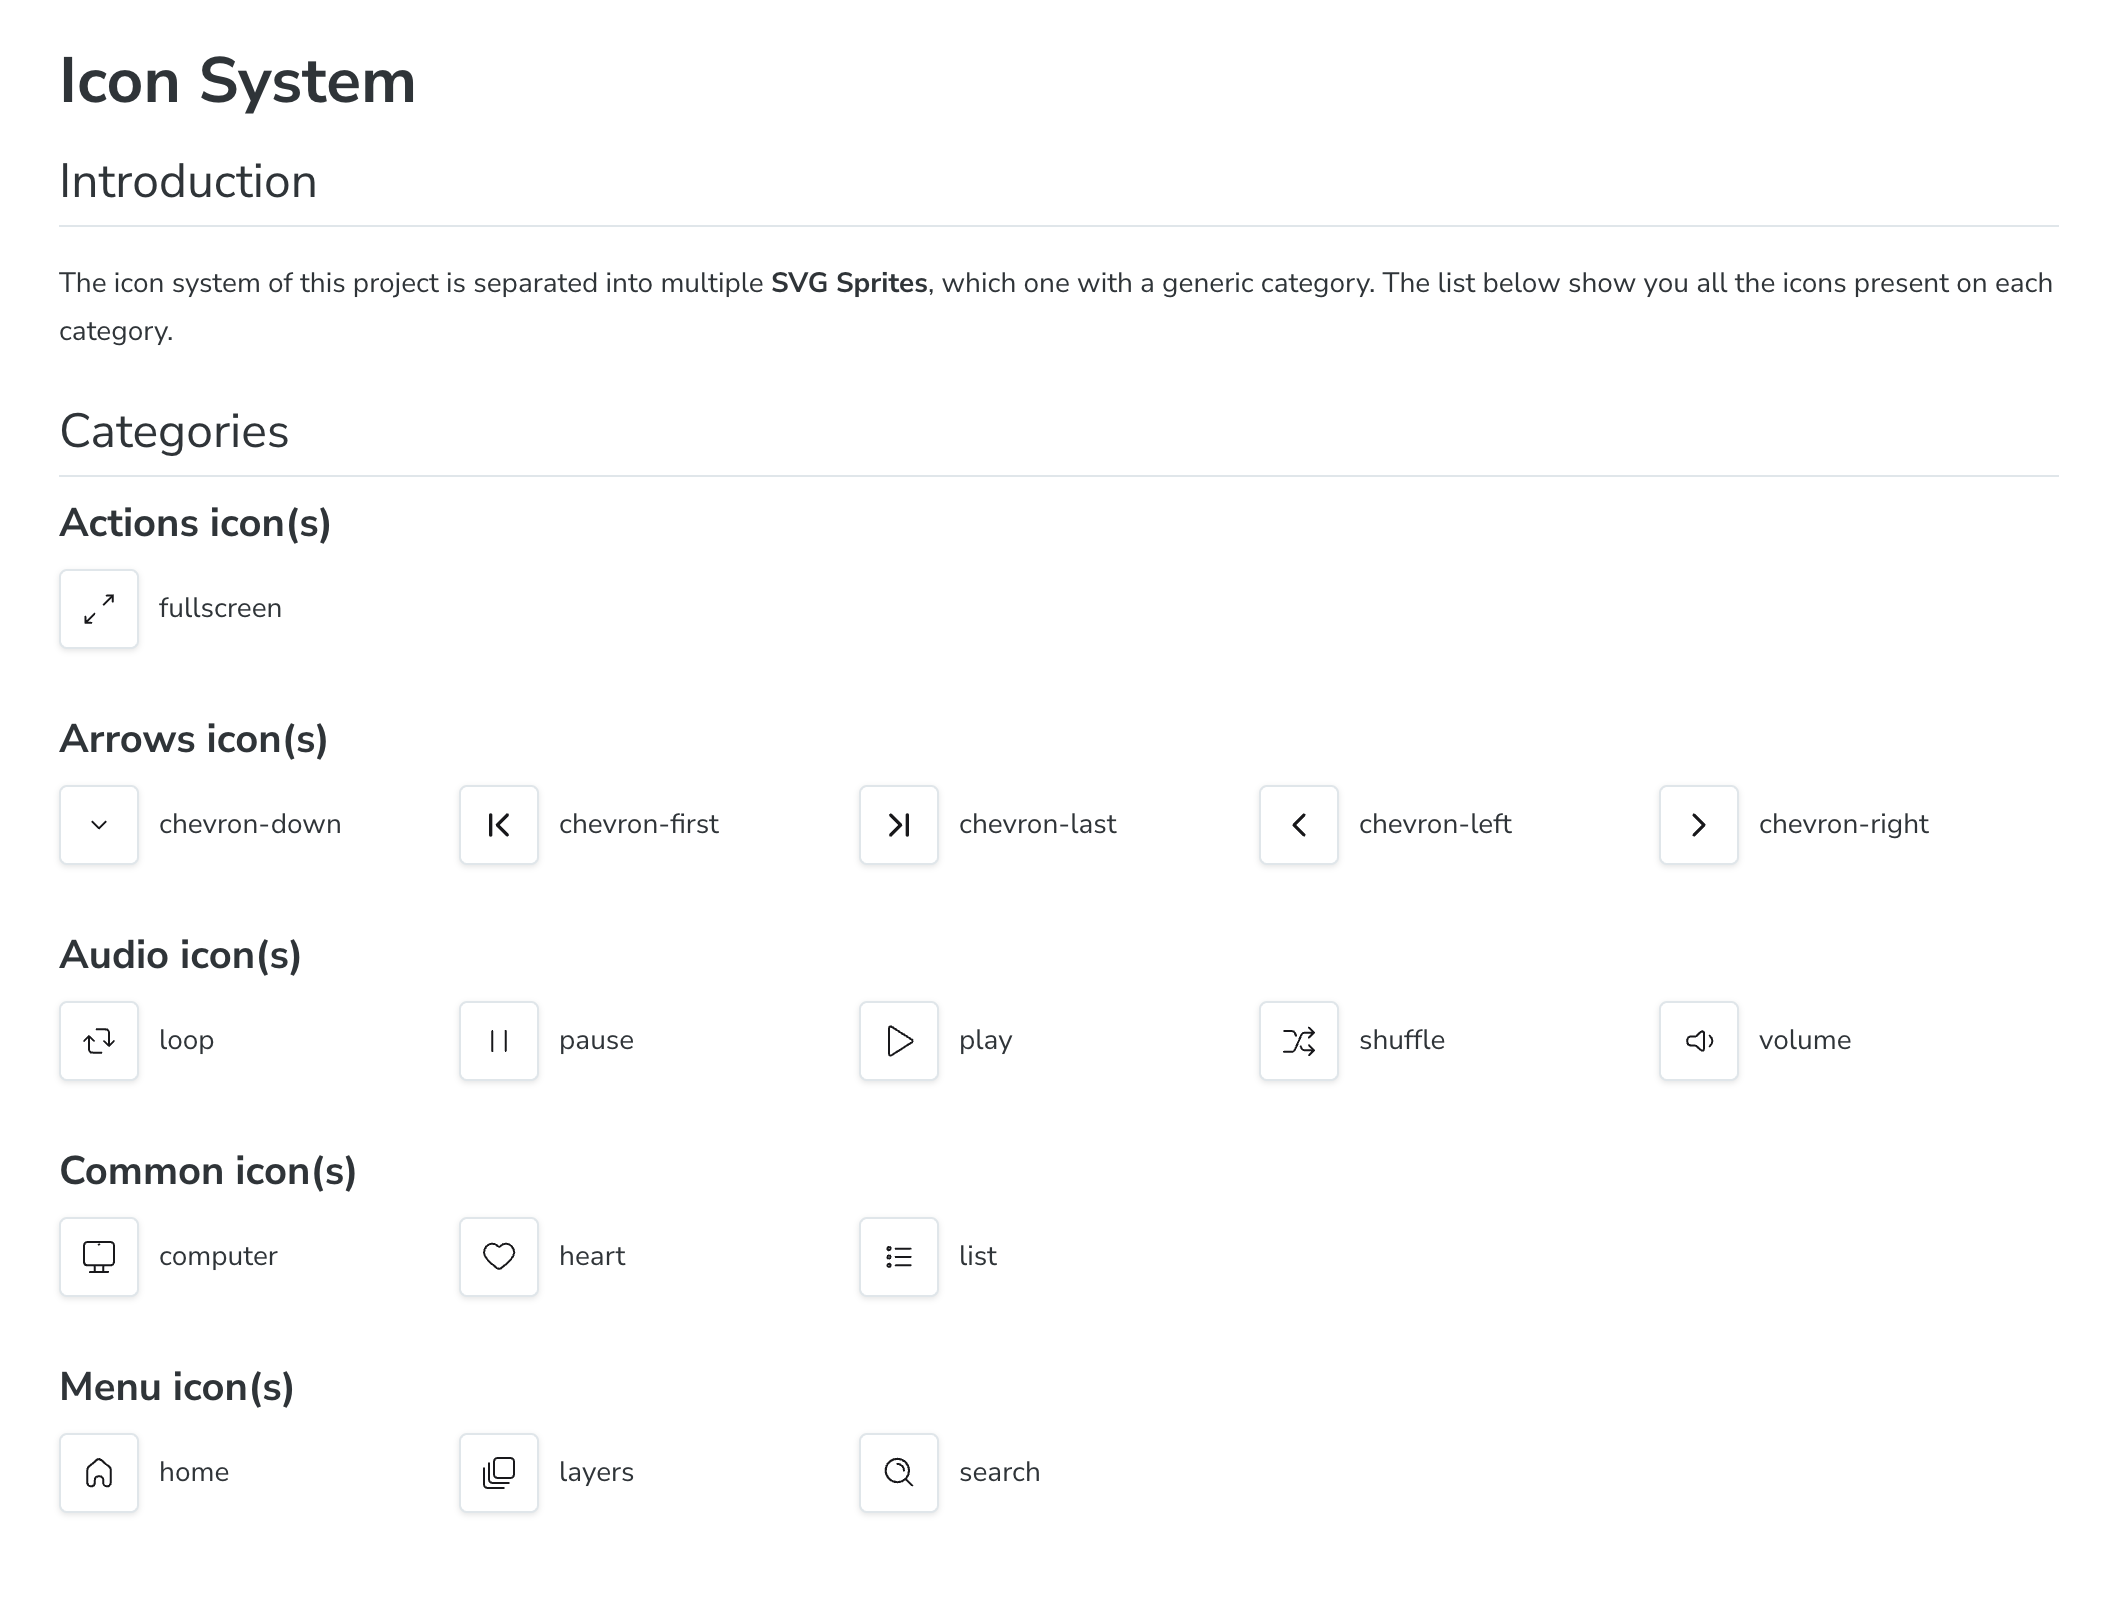 Icon System
Introduction
The icon system of this project is separated into multiple SVG Sprites, which one with a generic category. The list below show you all the icons present on each
category.
Categories
Actions icon(s)
fullscreen
Arrows icon(s)
chevron-down chevron-first chevron-last chevron-left chevron-right
Audio icon(s)
loop pause play shuffle volume
Common icon(s)
computer heart list
Menu icon(s)
home layers search